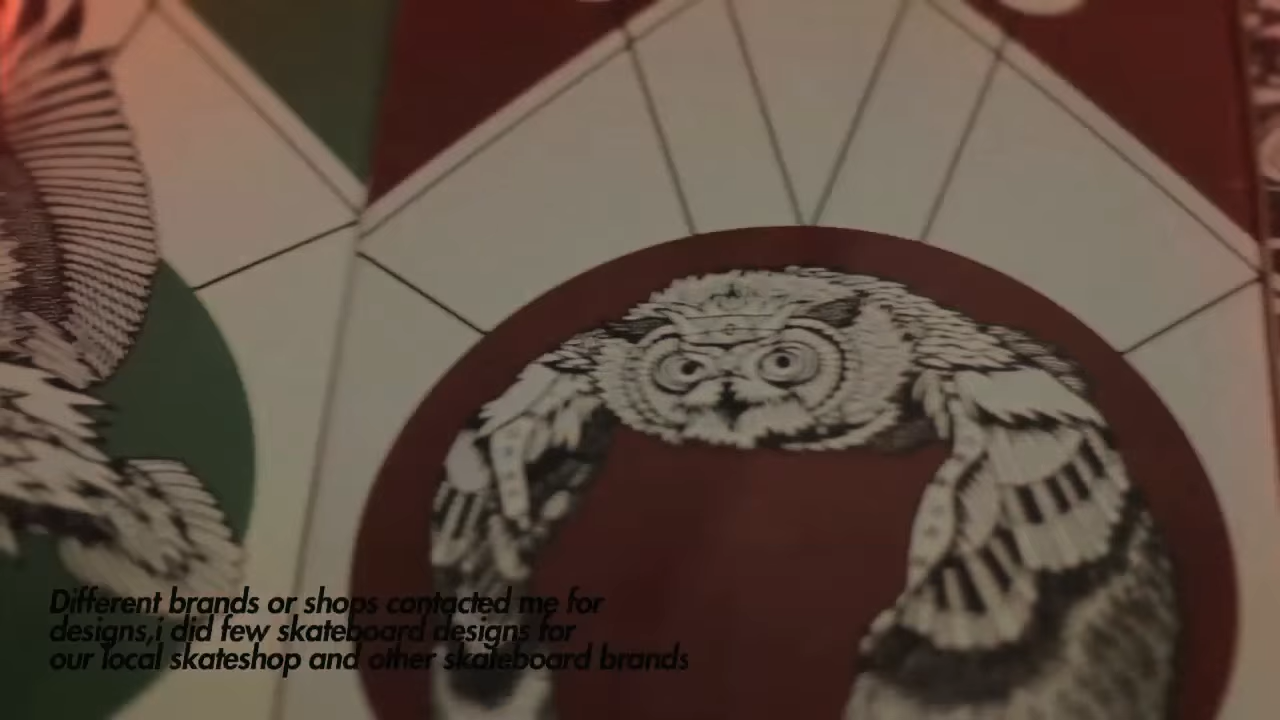 Different brands or shops contacted me for
designs,i did few skateboard designs for
our local skateshop and other skateboard brands